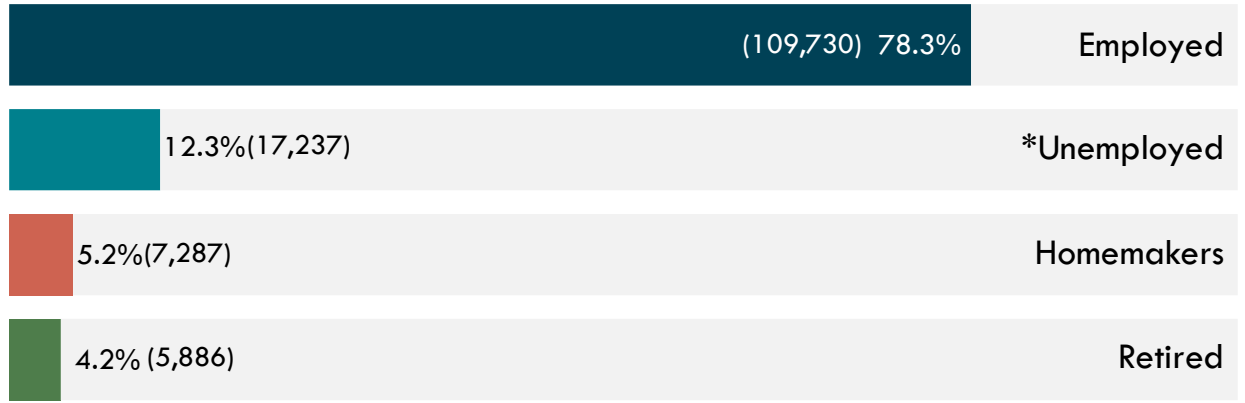 (109,730) 78.3% Employed
12.3%(17,237) *Unemployed
5.2%(7,287) Homemakers
4.2% (5,886) Retired